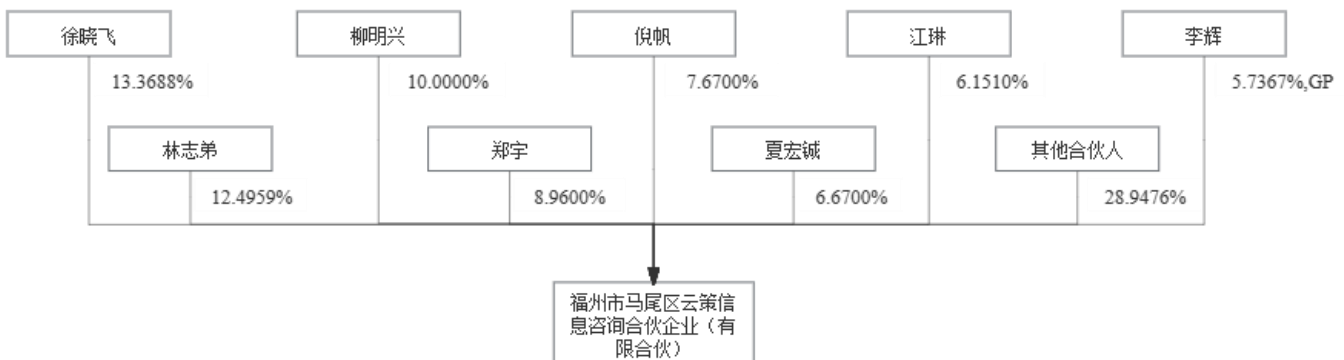 徐晓飞
柳明兴
倪帆
江琳
李辉
13.3688%
10.0000%
7.6700%
6.1510%
5.7367%,GP
林志弟
郑宇
夏宏铖
其他合伙人
12.4959%
8.9600%
6.6700%
28.9476%
福州市马尾区云策信
息咨询合伙企业（有
限合伙）